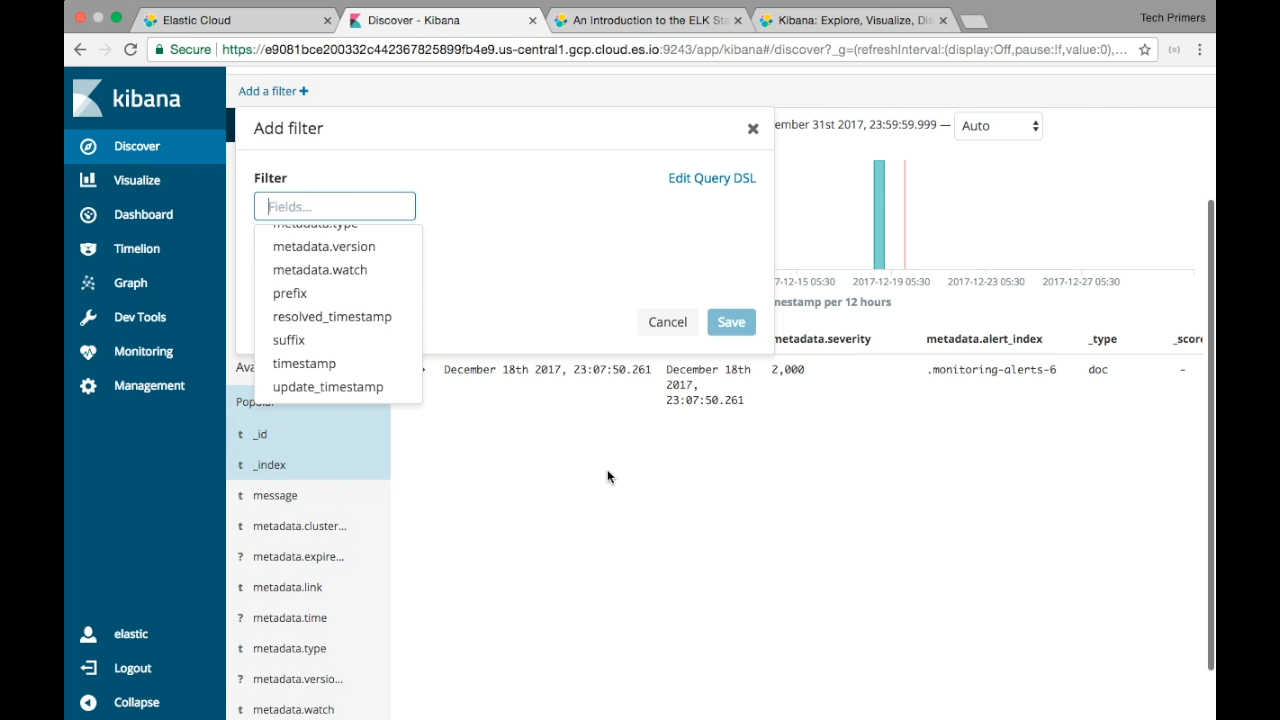 Elastic Cloud
Discover - Kibana
An Introduction to the ELK Sta
Kibana: Explore, Visualize, Dis
Tech Primers
Secure
https://e9081bce200332c442367825899fb4e9.us-central1.gcp.cloud.es.io:9243/app/kibana#/discover?_g=(refreshInterval:(display:Off,pause:!f,value:0),...
kibana
Discover
Visualize
Dashboard
Timelion
Graph
Dev Tools
Monitoring
Management
elastic
Logout
Collapse
Add a filter +
Add filter
Filter
Edit Query DSL
Fields...
metadata.type
metadata.version
metadata.watch
prefix
resolved_timestamp
suffix
timestamp
update_timestamp
Cancel
Save
ember 31st 2017, 23:59:59.999 —
Auto
7-12-15 05:30
2017-12-19 05:30
2017-12-23 05:30
2017-12-27 05:30
nestamp per 12 hours
metadata.severity
metadata.alert_index
_type
_score
December 18th 2017, 23:07:50.261
December 18th
2017,
23:07:50.261
2,000
.monitoring-alerts-6
doc
-
Ava
Popular
t _id
t _index
t message
t metadata.cluster...
? metadata.expire...
t metadata.link
? metadata.time
t metadata.type
? metadata.versio...
t metadata.watch